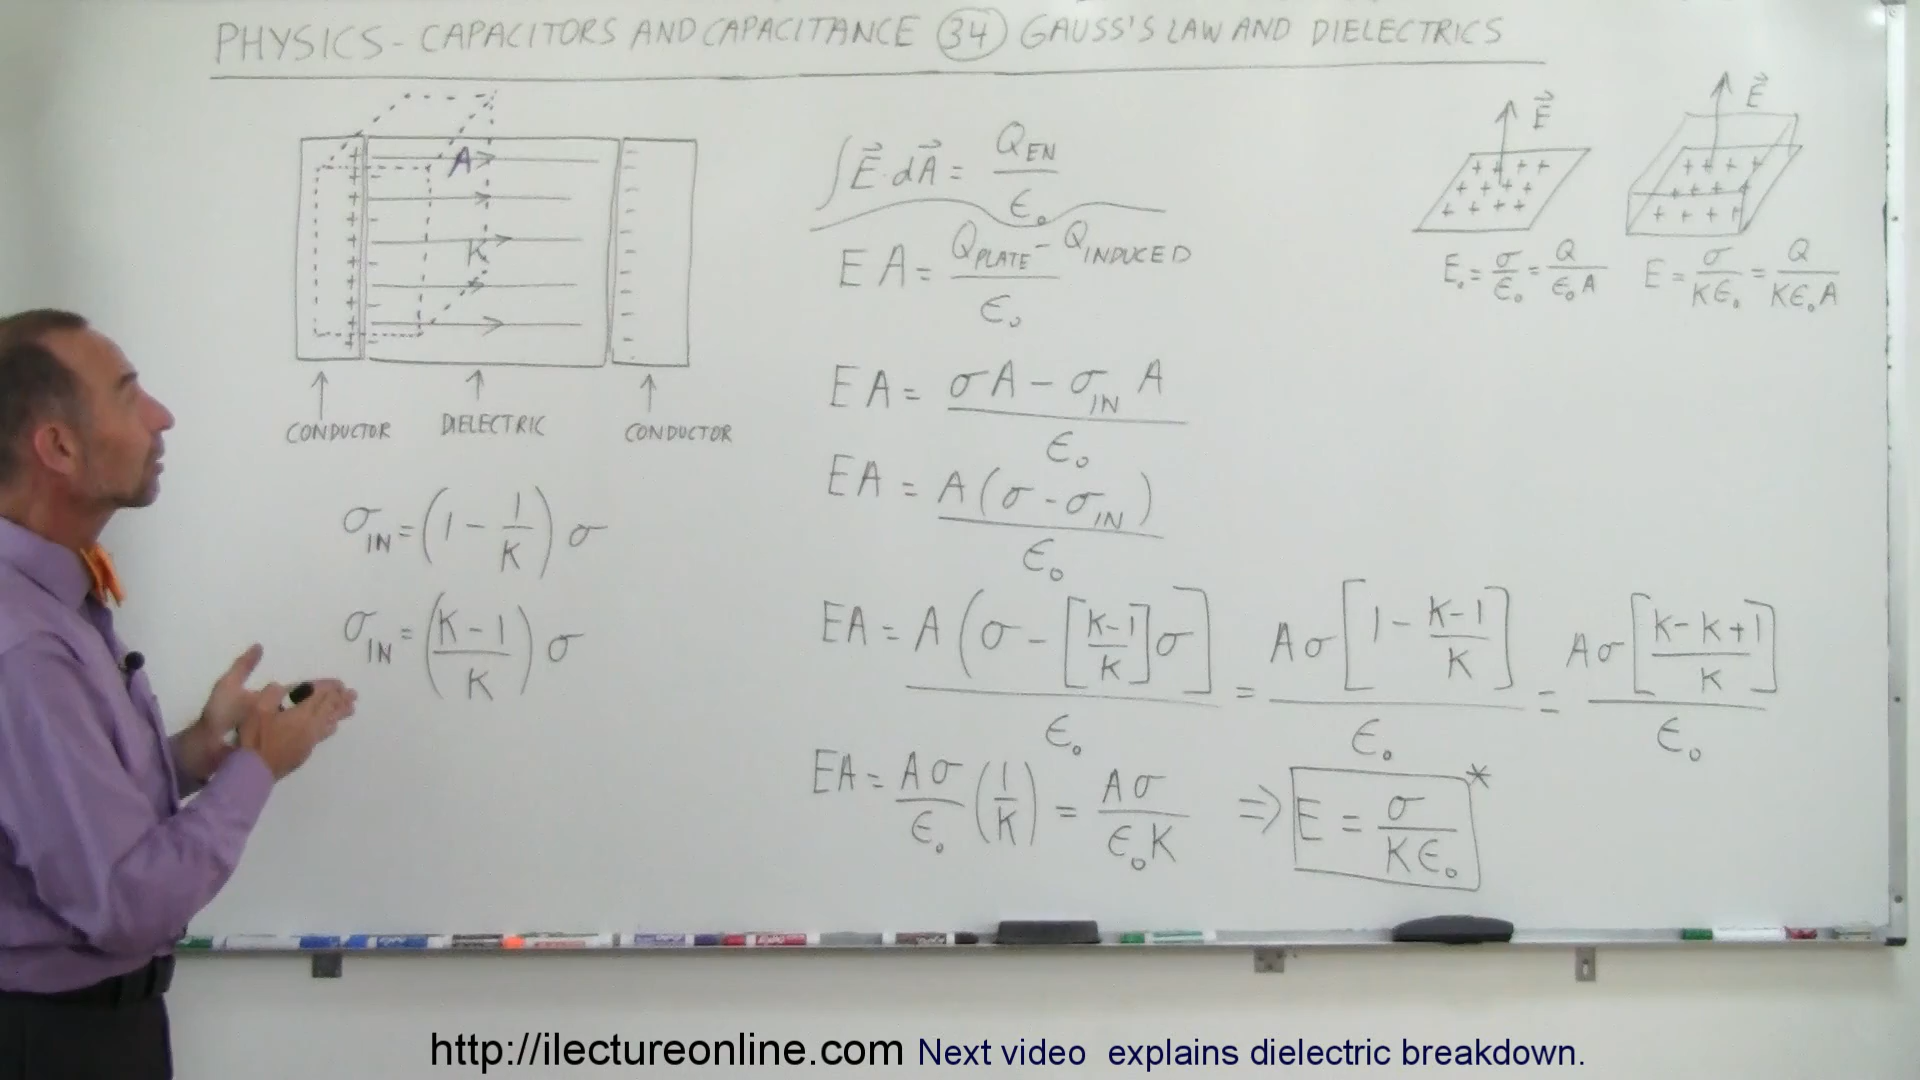 PHYSICS - CAPACITORS AND CAPACITANCE 34 GAUSS'S LAW AND DIELECTRICS
A
K
CONDUCTOR DIELECTRIC CONDUCTOR
σ_IN = (1 - 1/K) σ
σ_IN = ((K-1)/K) σ
∫E⃗·dA⃗ = Q_EN/ε₀
EA = (Q_PLATE - Q_INDUCED)/ε₀
EA = (σA - σ_IN A)/ε₀
EA = A(σ - σ_IN)/ε₀
EA = A(σ - [(K-1)/K]σ]/ε₀ = Aσ[1 - (K-1)/K]/ε₀ = Aσ[(K-K+1)/K]/ε₀
EA = Aσ/ε₀ (1/K) = Aσ/(ε₀K) ⇒ E = σ/(Kε₀) *
E⃗
E₀ = σ/ε₀ = Q/(ε₀A)
E⃗
E = σ/(Kε₀) = Q/(Kε₀A)
http://ilectureonline.com Next video explains dielectric breakdown.